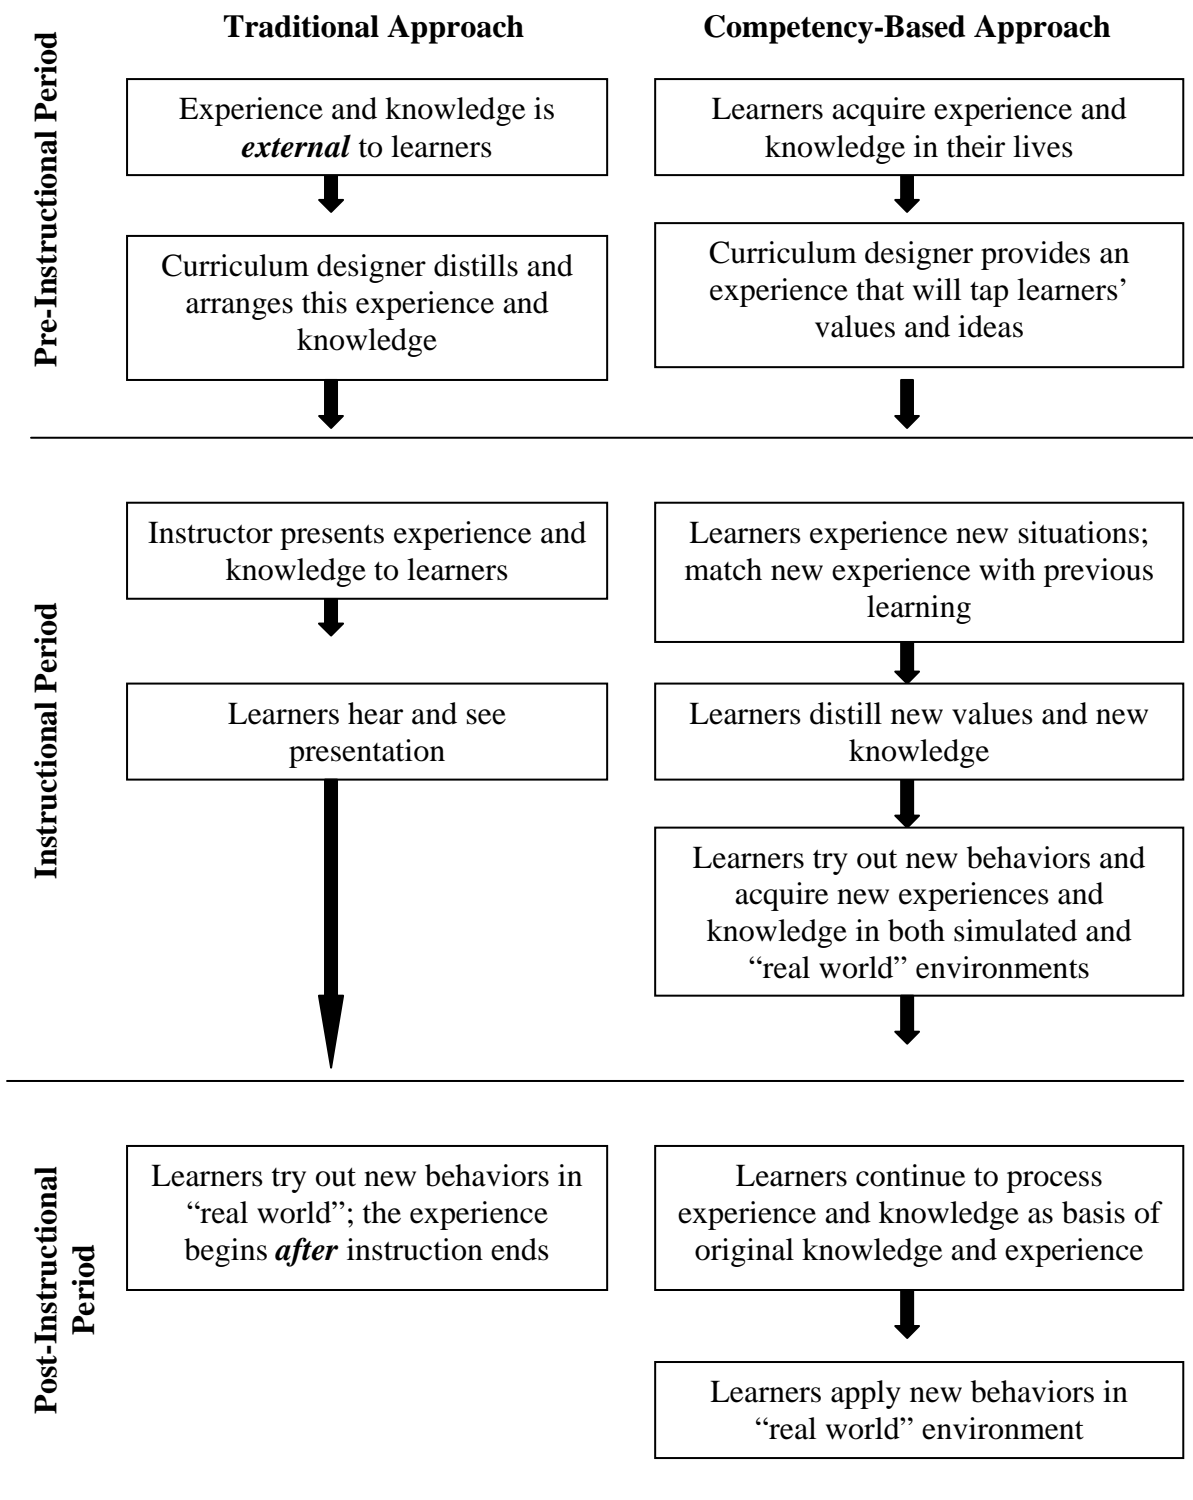 Traditional Approach
Competency-Based Approach
Pre-Instructional Period
Experience and knowledge is
external to learners
Learners acquire experience and
knowledge in their lives
Curriculum designer distills and
arranges this experience and
knowledge
Curriculum designer provides an
experience that will tap learners’
values and ideas
Instructional Period
Instructor presents experience and
knowledge to learners
Learners experience new situations;
match new experience with previous
learning
Learners hear and see
presentation
Learners distill new values and new
knowledge
Learners try out new behaviors and
acquire new experiences and
knowledge in both simulated and
“real world” environments
Post-Instructional
Period
Learners try out new behaviors in
“real world”; the experience
begins after instruction ends
Learners continue to process
experience and knowledge as basis of
original knowledge and experience
Learners apply new behaviors in
“real world” environment